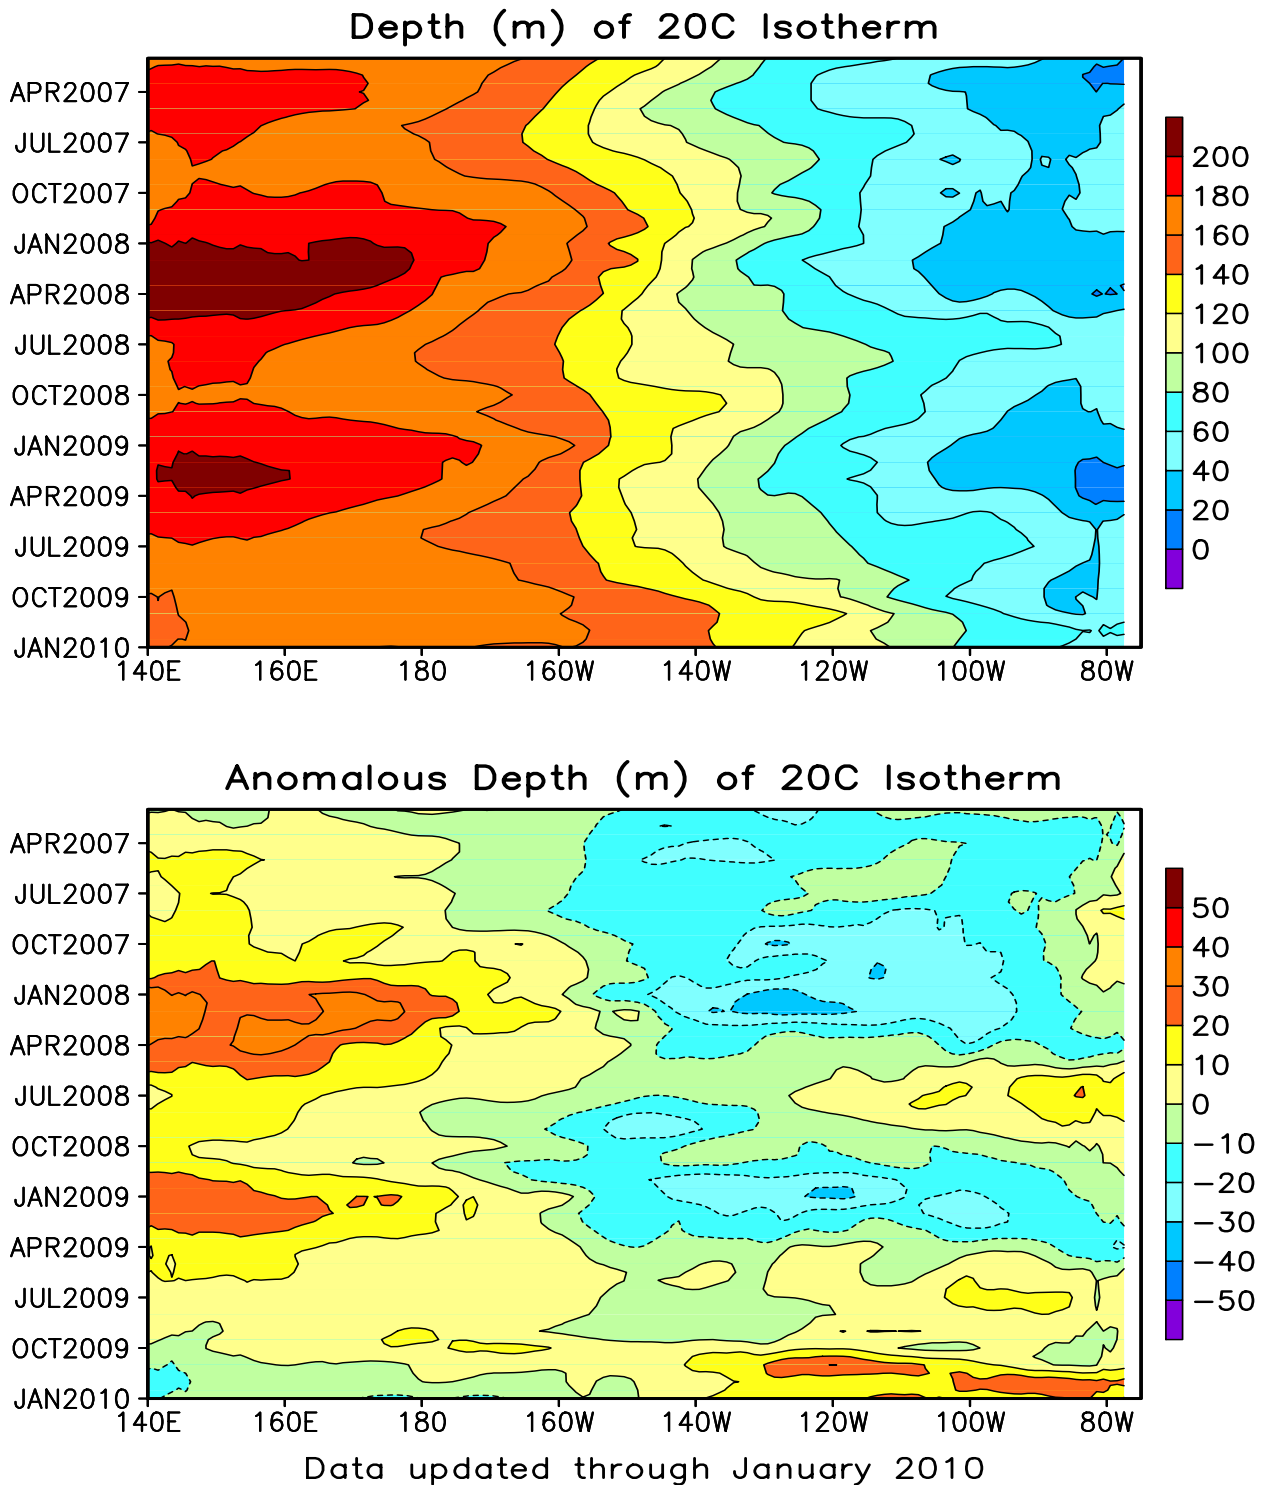 Depth (m) of 20C Isotherm
APR2007
JUL2007
OCT2007
JAN2008
APR2008
JUL2008
OCT2008
JAN2009
APR2009
JUL2009
OCT2009
JAN2010
140E 160E 180 160W 140W 120W 100W 80W
200
180
160
140
120
100
80
60
40
20
0
Anomalous Depth (m) of 20C Isotherm
APR2007
JUL2007
OCT2007
JAN2008
APR2008
JUL2008
OCT2008
JAN2009
APR2009
JUL2009
OCT2009
JAN2010
140E 160E 180 160W 140W 120W 100W 80W
50
40
30
20
10
0
−10
−20
−30
−40
−50
Data updated through January 2010